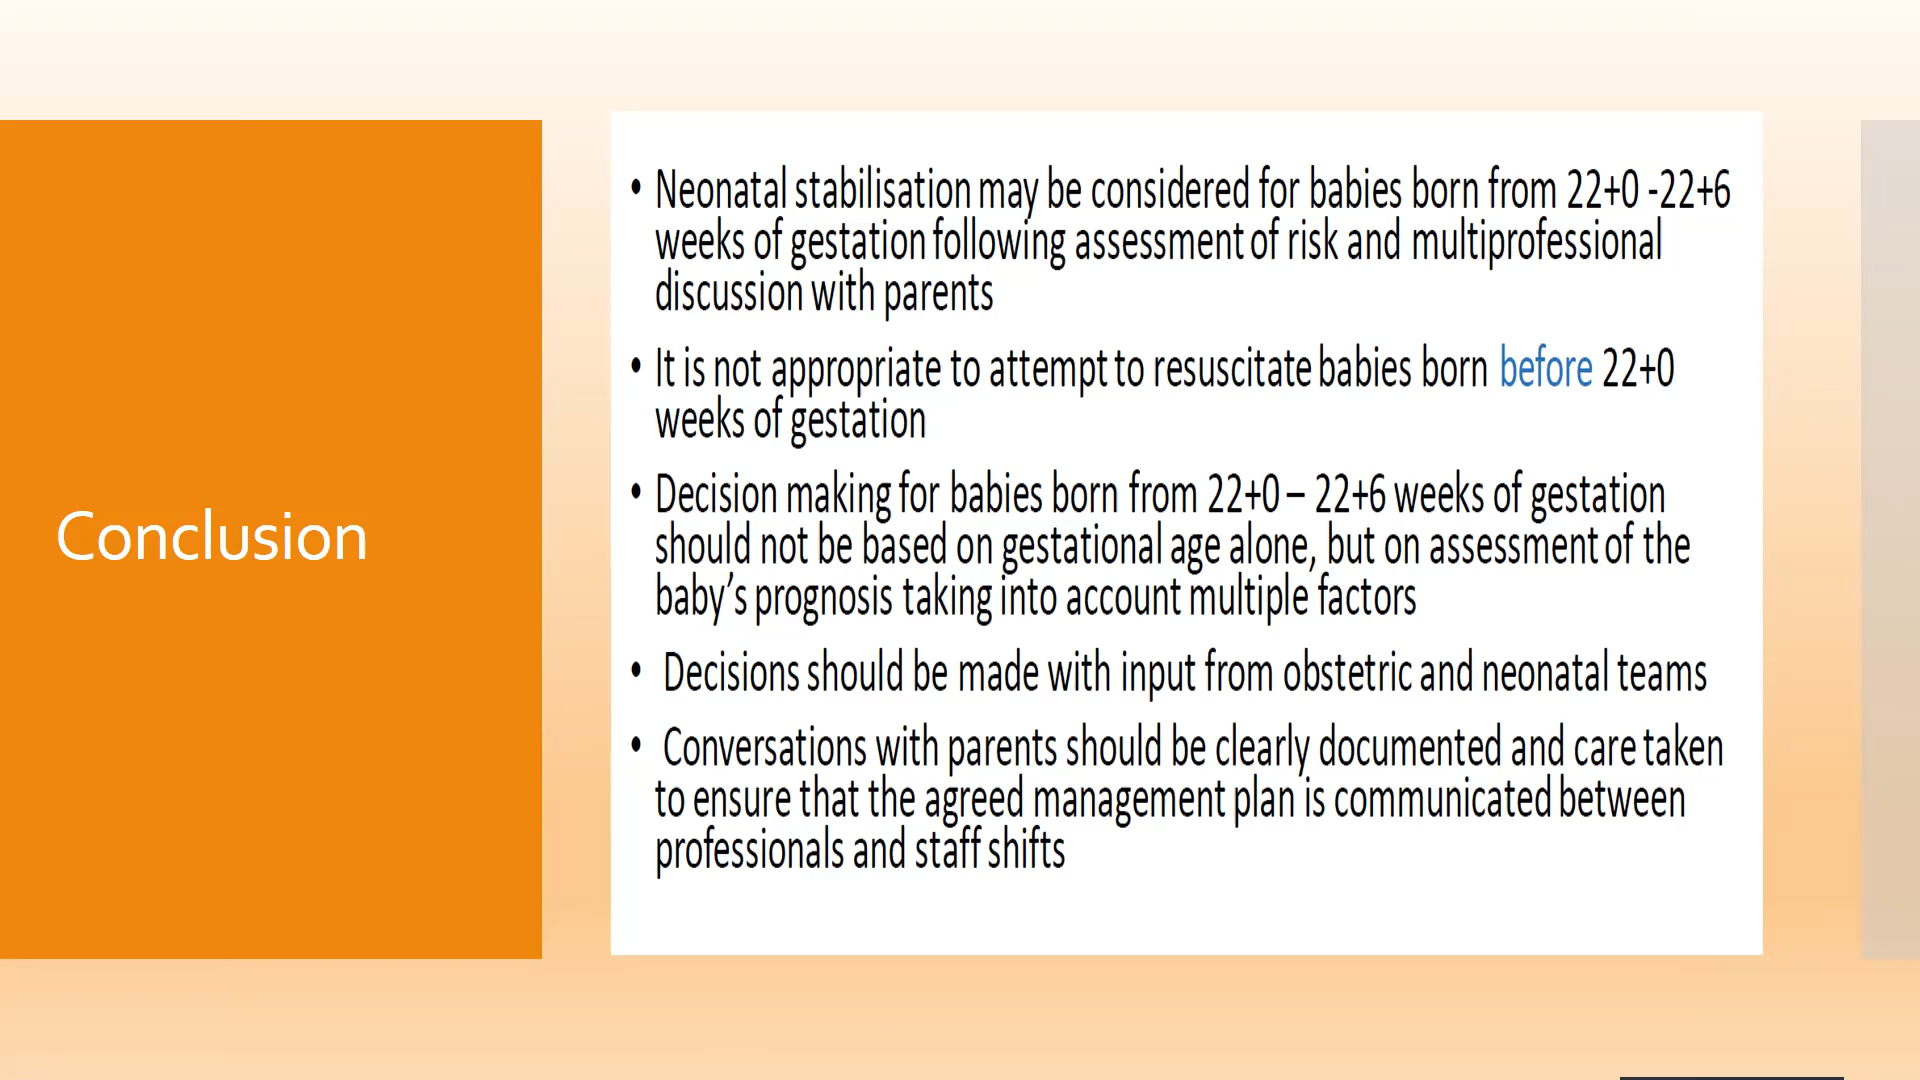 Conclusion
• Neonatal stabilisation may be considered for babies born from 22+0 -22+6
weeks of gestation following assessment of risk and multiprofessional
discussion with parents
• It is not appropriate to attempt to resuscitate babies born before 22+0
weeks of gestation
• Decision making for babies born from 22+0 – 22+6 weeks of gestation
should not be based on gestational age alone, but on assessment of the
baby’s prognosis taking into account multiple factors
• Decisions should be made with input from obstetric and neonatal teams
• Conversations with parents should be clearly documented and care taken
to ensure that the agreed management plan is communicated between
professionals and staff shifts